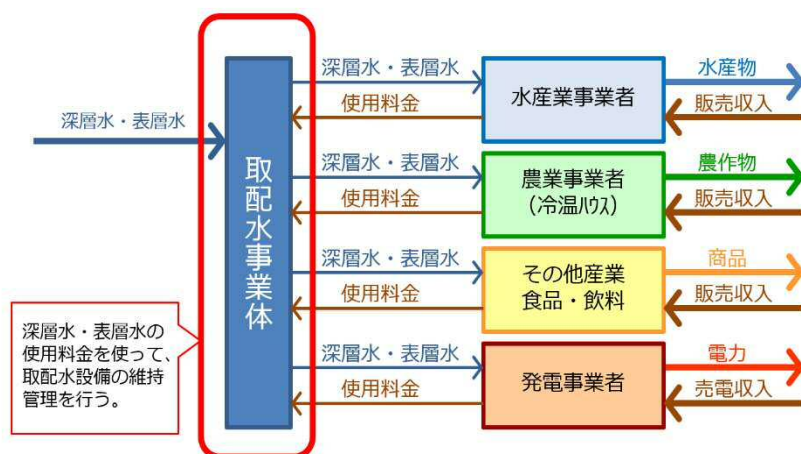 深層水・表層水
取配水事業体
深層水・表層水の
使用料金を使って、
取配水設備の維持
管理を行う。
深層水・表層水
使用料金
水産業事業者
水産物
販売収入
深層水・表層水
使用料金
農業事業者
(冷温ﾊｳｽ)
農作物
販売収入
深層水・表層水
使用料金
その他産業
食品・飲料
商品
販売収入
深層水・表層水
使用料金
発電事業者
電力
売電収入